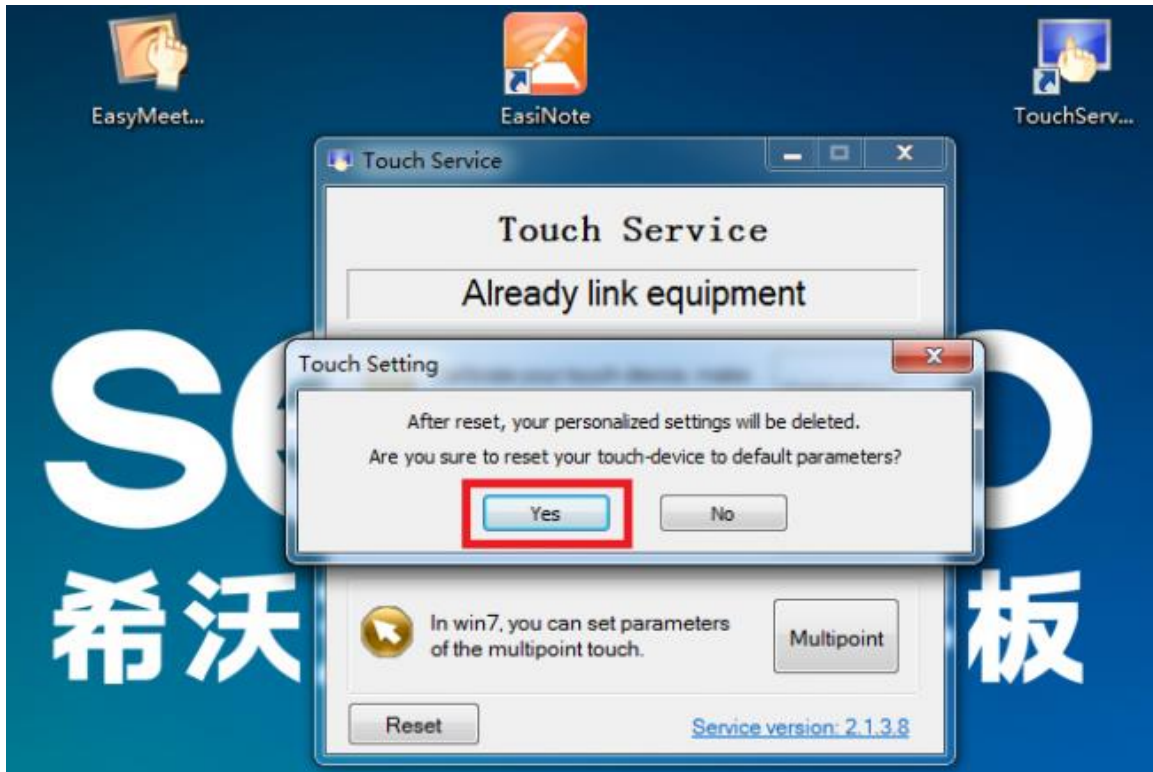 EasyMeet...
EasiNote
TouchServ...
Touch Service
Touch Service
Already link equipment
Touch Setting
After reset, your personalized settings will be deleted.
Are you sure to reset your touch-device to default parameters?
Yes
No
In win7, you can set parameters
of the multipoint touch.
Multipoint
Reset
Service version: 2.1.3.8
希沃
板